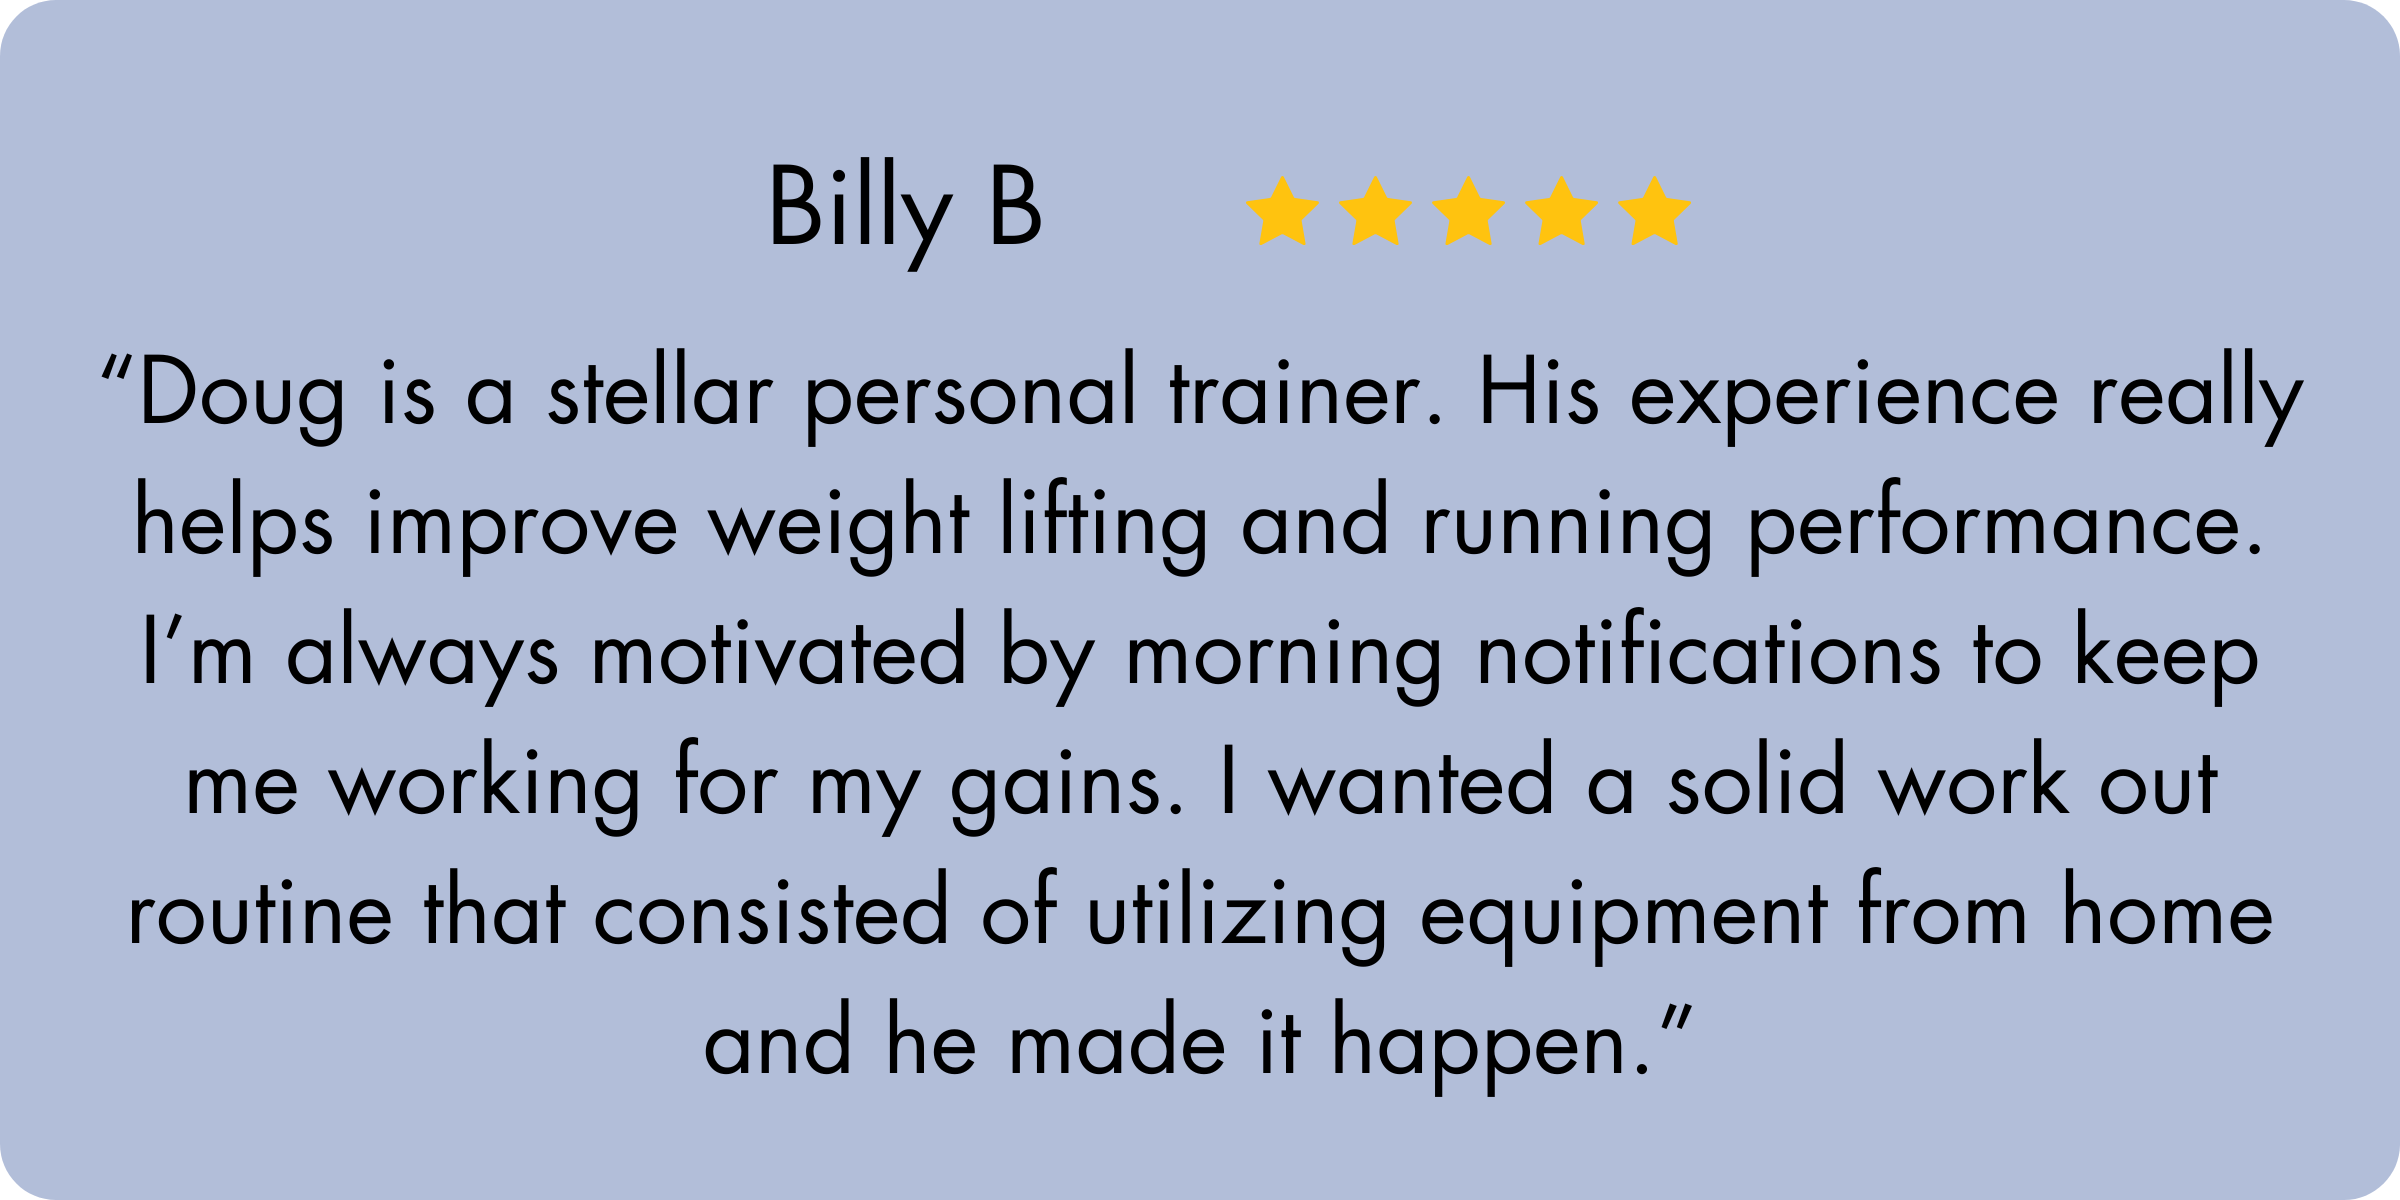 Billy B
“Doug is a stellar personal trainer. His experience really
helps improve weight lifting and running performance.
I’m always motivated by morning notifications to keep
me working for my gains. I wanted a solid work out
routine that consisted of utilizing equipment from home
and he made it happen.”